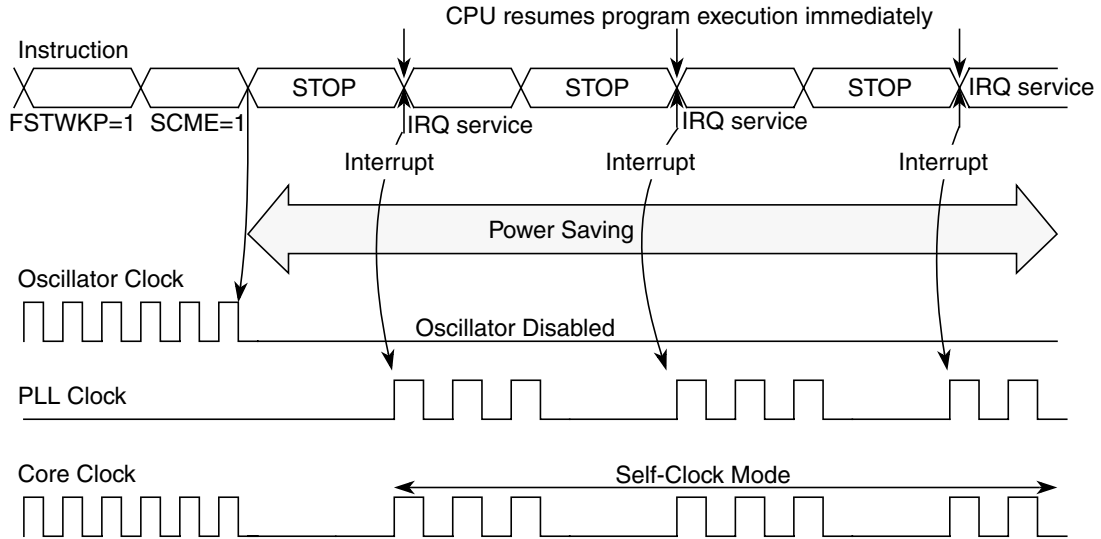 CPU resumes program execution immediately
Instruction
STOP
STOP
STOP
IRQ service
FSTWKP=1
SCME=1
IRQ service
IRQ service
Interrupt
Interrupt
Interrupt
Power Saving
Oscillator Clock
Oscillator Disabled
PLL Clock
Core Clock
Self-Clock Mode